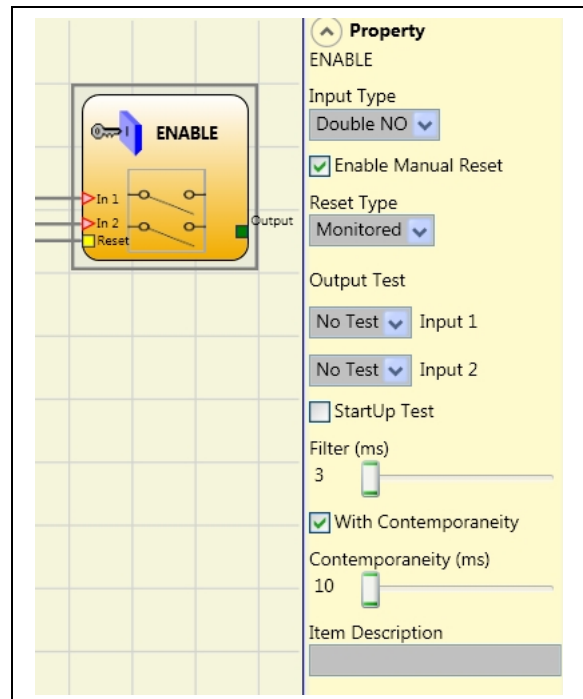 ENABLE
In 1
In 2
Reset
Output
Property
ENABLE
Input Type
Double NO
Enable Manual Reset
Reset Type
Monitored
Output Test
No Test Input 1
No Test Input 2
StartUp Test
Filter (ms)
3
With Contemporaneity
Contemporaneity (ms)
10
Item Description